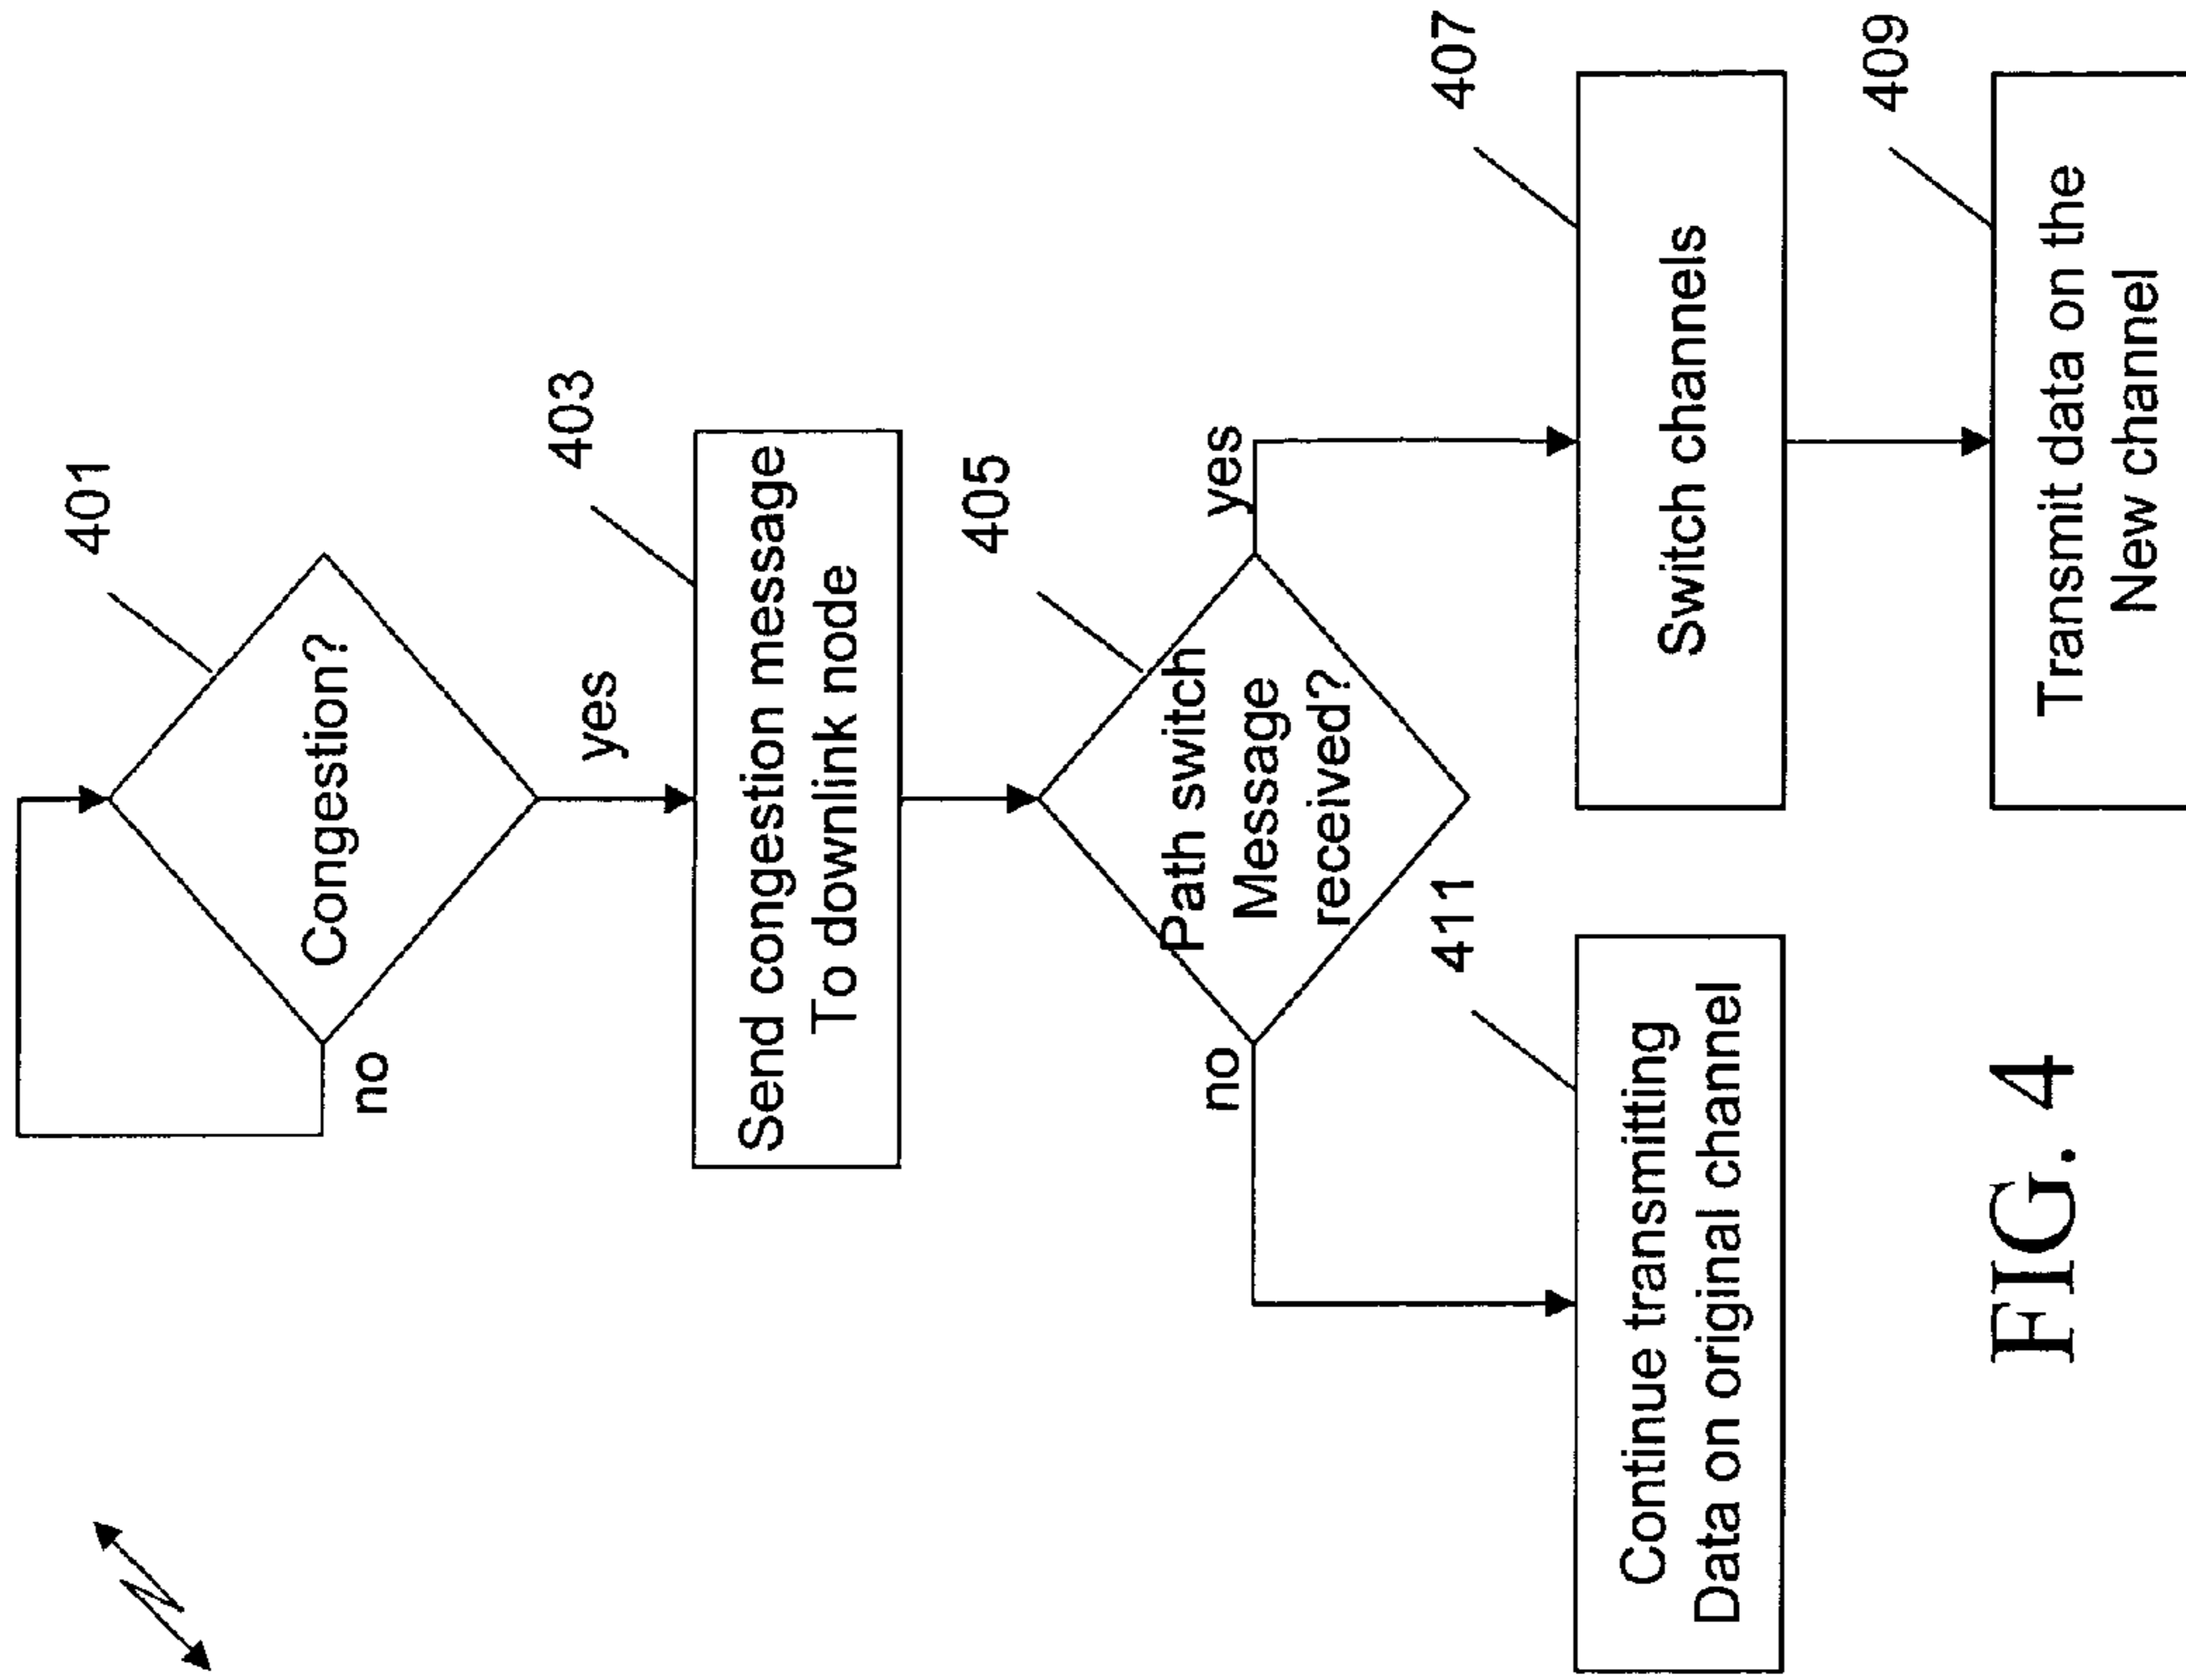 401
Congestion?
no
yes
403
Send congestion message
To downlink node
405
Path switch
Message
received?
no
yes
411
Continue transmitting
Data on original channel
407
Switch channels
409
Transmit data on the
New channel
FIG. 4